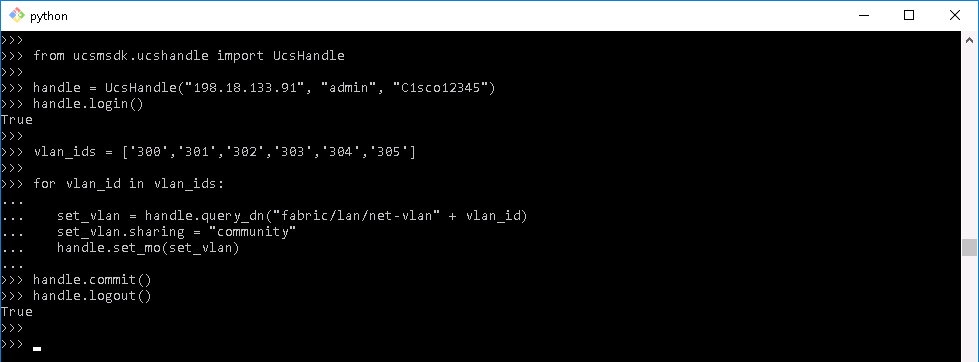 python
>>>
>>> from ucsmsdk.ucshandle import UcsHandle
>>>
>>> handle = UcsHandle("198.18.133.91", "admin", "C1sco12345")
>>> handle.login()
True
>>>
>>> vlan_ids = ['300','301','302','303','304','305']
>>>
>>> for vlan_id in vlan_ids:
...
...    set_vlan = handle.query_dn("fabric/lan/net-vlan" + vlan_id)
...    set_vlan.sharing = "community"
...    handle.set_mo(set_vlan)
...
>>> handle.commit()
>>> handle.logout()
True
>>>
>>>